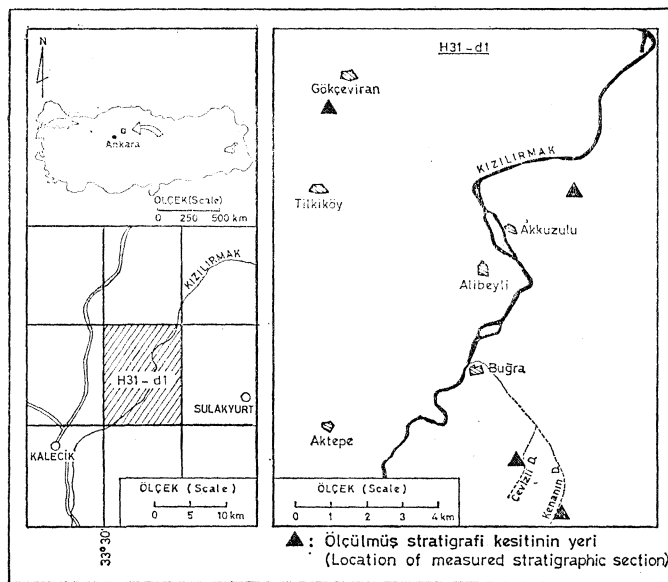 N
Ankara
ÖLÇEK (Scale)
0 250 500 km
KIZILIRMAK
H31-d1
SULAKYURT
KALECİK
ÖLÇEK (Scale)
0 5 10 km
33°30'
H31-d1
Gökçeviran
KIZILIRMAK
Tilkiköy
Akkuzulu
Alibeyli
Buğra
Aktepe
Cevizli D.
Kenanın D.
ÖLÇEK (Scale)
0 1 2 3 4 km
▲: Ölçülmüş stratigrafi kesitinin yeri
(Location of measured stratigraphic section)